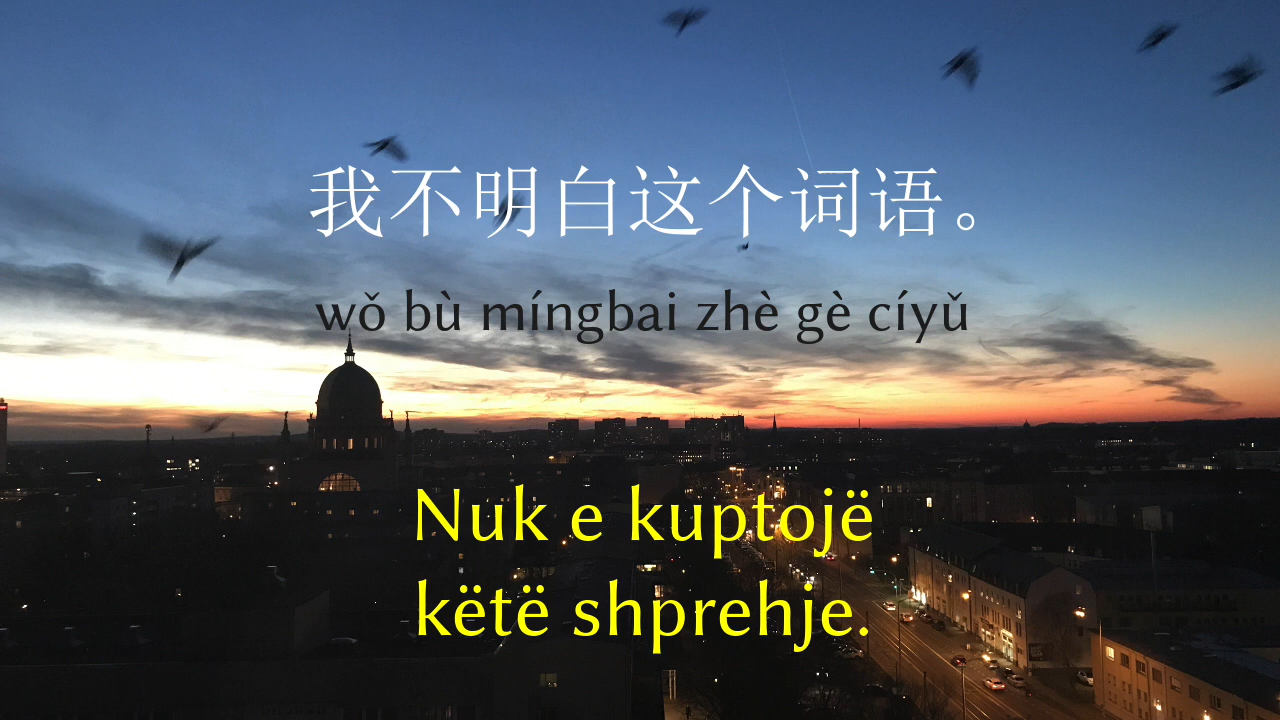 我不明白这个词语。
wǒ bù míngbai zhè gè cíyǔ
Nuk e kuptojë
këtë shprehje.